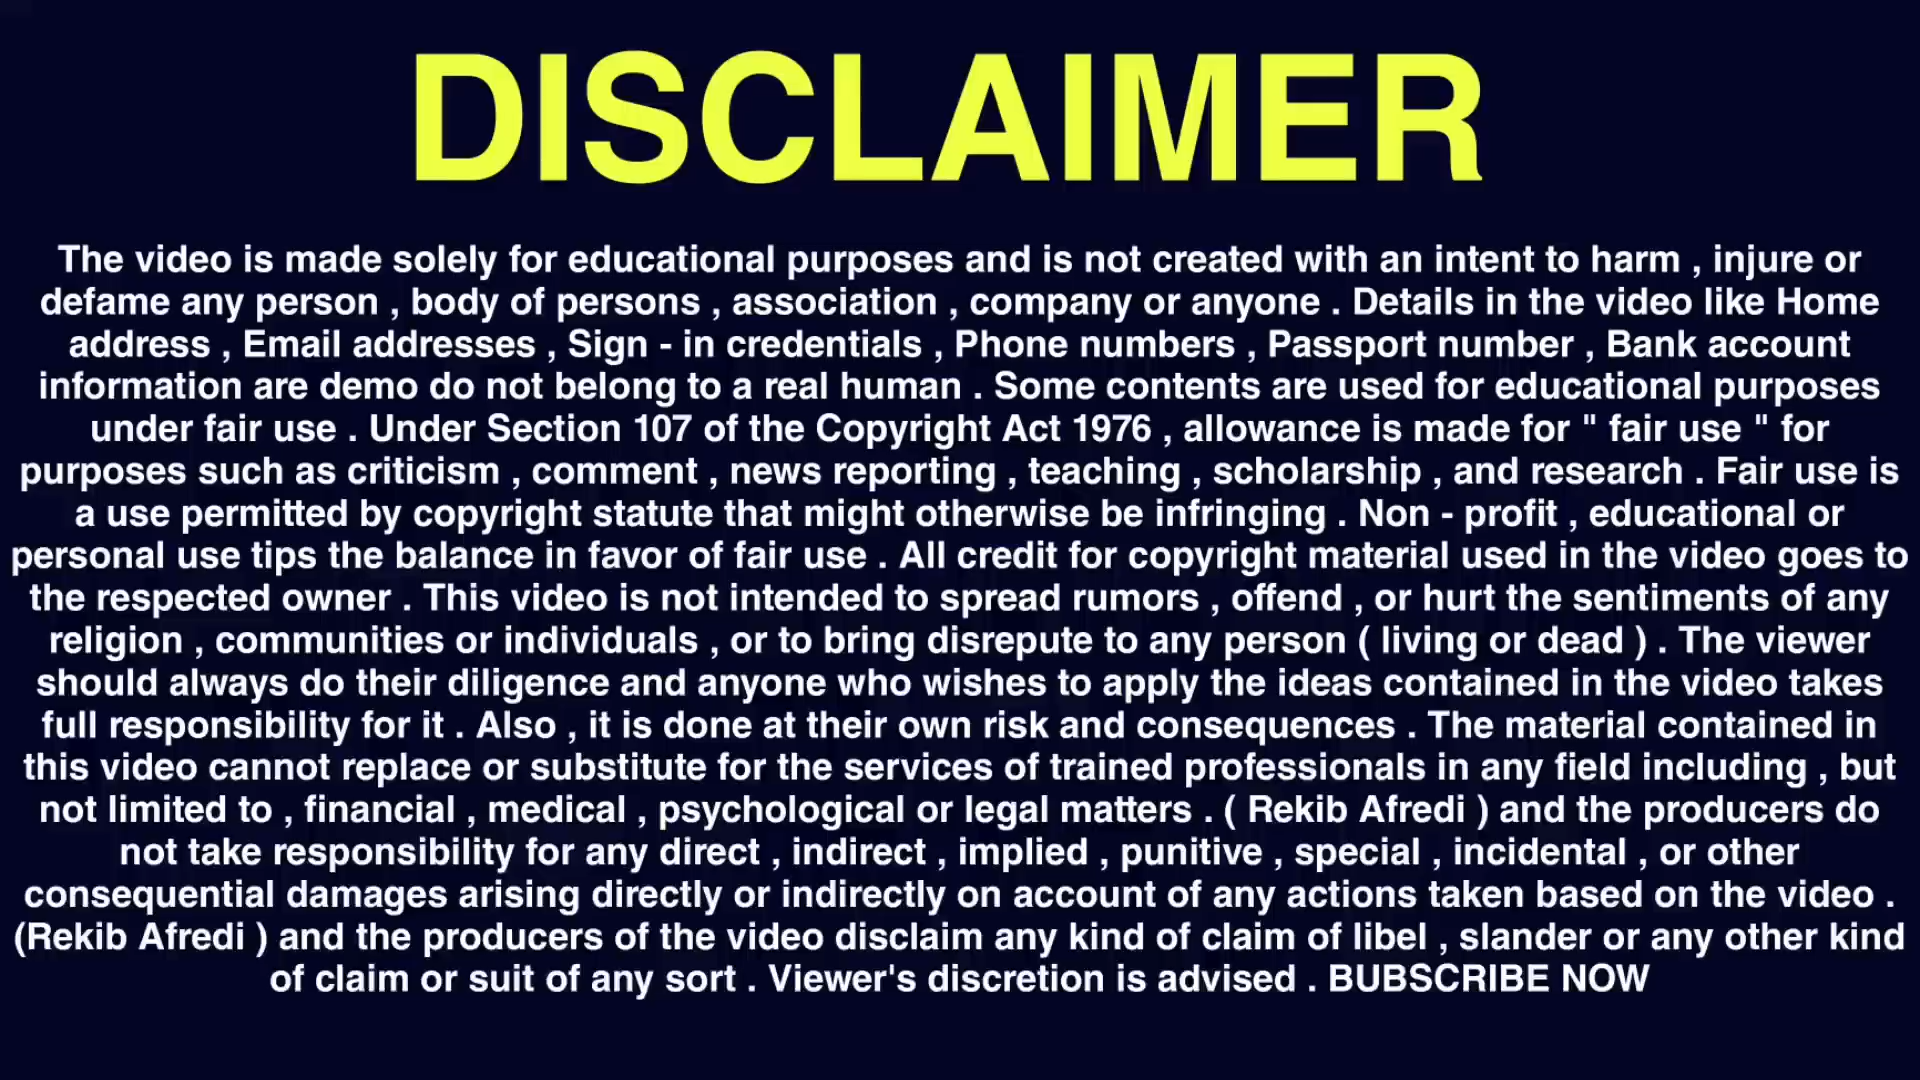 DISCLAIMER
The video is made solely for educational purposes and is not created with an intent to harm , injure or
defame any person , body of persons , association , company or anyone . Details in the video like Home
address , Email addresses , Sign - in credentials , Phone numbers , Passport number , Bank account
information are demo do not belong to a real human . Some contents are used for educational purposes
under fair use . Under Section 107 of the Copyright Act 1976 , allowance is made for " fair use " for
purposes such as criticism , comment , news reporting , teaching , scholarship , and research . Fair use is
a use permitted by copyright statute that might otherwise be infringing . Non - profit , educational or
personal use tips the balance in favor of fair use . All credit for copyright material used in the video goes to
the respected owner . This video is not intended to spread rumors , offend , or hurt the sentiments of any
religion , communities or individuals , or to bring disrepute to any person ( living or dead ) . The viewer
should always do their diligence and anyone who wishes to apply the ideas contained in the video takes
full responsibility for it . Also , it is done at their own risk and consequences . The material contained in
this video cannot replace or substitute for the services of trained professionals in any field including , but
not limited to , financial , medical , psychological or legal matters . ( Rekib Afredi ) and the producers do
not take responsibility for any direct , indirect , implied , punitive , special , incidental , or other
consequential damages arising directly or indirectly on account of any actions taken based on the video .
(Rekib Afredi ) and the producers of the video disclaim any kind of claim of libel , slander or any other kind
of claim or suit of any sort . Viewer's discretion is advised . BUBSCRIBE NOW